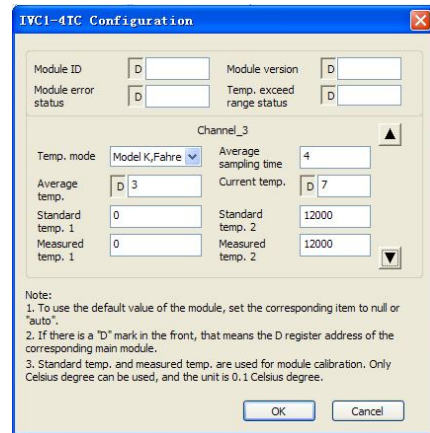 IVC1-4TC Configuration
Module ID D Module version D
Module error status D Temp. exceed range status D
Channel_3
Temp. mode Model K,Fahre Average sampling time 4
Average temp. D 3 Current temp. D 7
Standard temp. 1 0 Standard temp. 2 12000
Measured temp. 1 0 Measured temp. 2 12000
Note:
1. To use the default value of the module, set the corresponding item to null or
"auto".
2. If there is a "D" mark in the front, that means the D register address of the
corresponding main module.
3. Standard temp. and measured temp. are used for module calibration. Only
Celsius degree can be used, and the unit is 0.1 Celsius degree.
OK Cancel